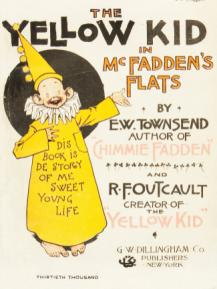 THE
YELLOW KID
IN
McFADDEN'S
FLATS
BY
E.W. TOWNSEND
AUTHOR OF
"CHIMMIE FADDEN"
AND
R.F. OUTCAULT
CREATOR OF
THE
"YELLOW KID"
DIS
BOOK IS
DE STORY OF
ME
SWEET
YOUNG
LIFE
G. W. DILLINGHAM CO
PUBLISHERS
NEW YORK
THIRTIETH THOUSAND